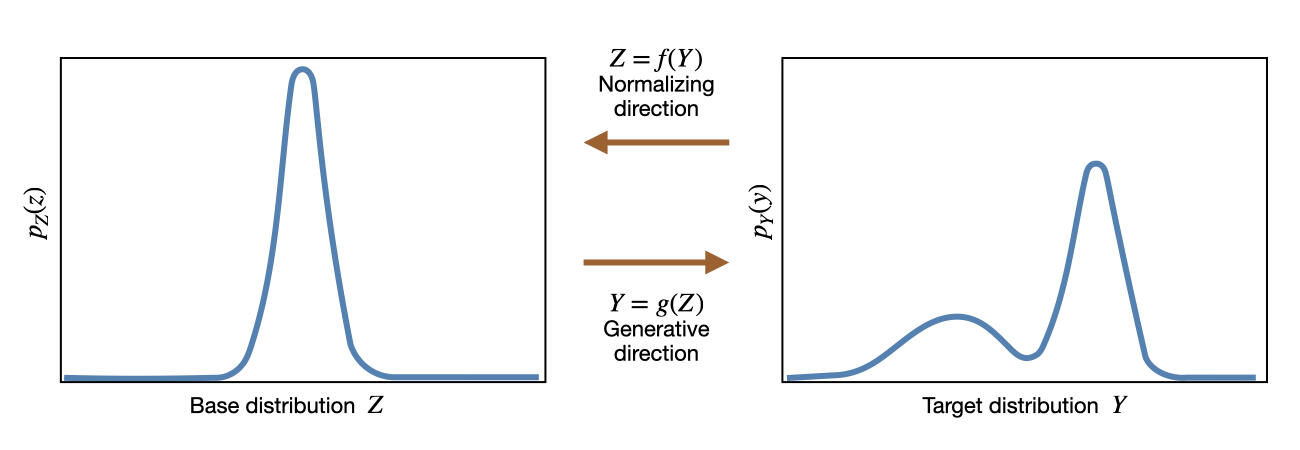 Z = f(Y)
Normalizing
direction
p_Z(z)
p_Y(y)
Y = g(Z)
Generative
direction
Base distribution Z
Target distribution Y